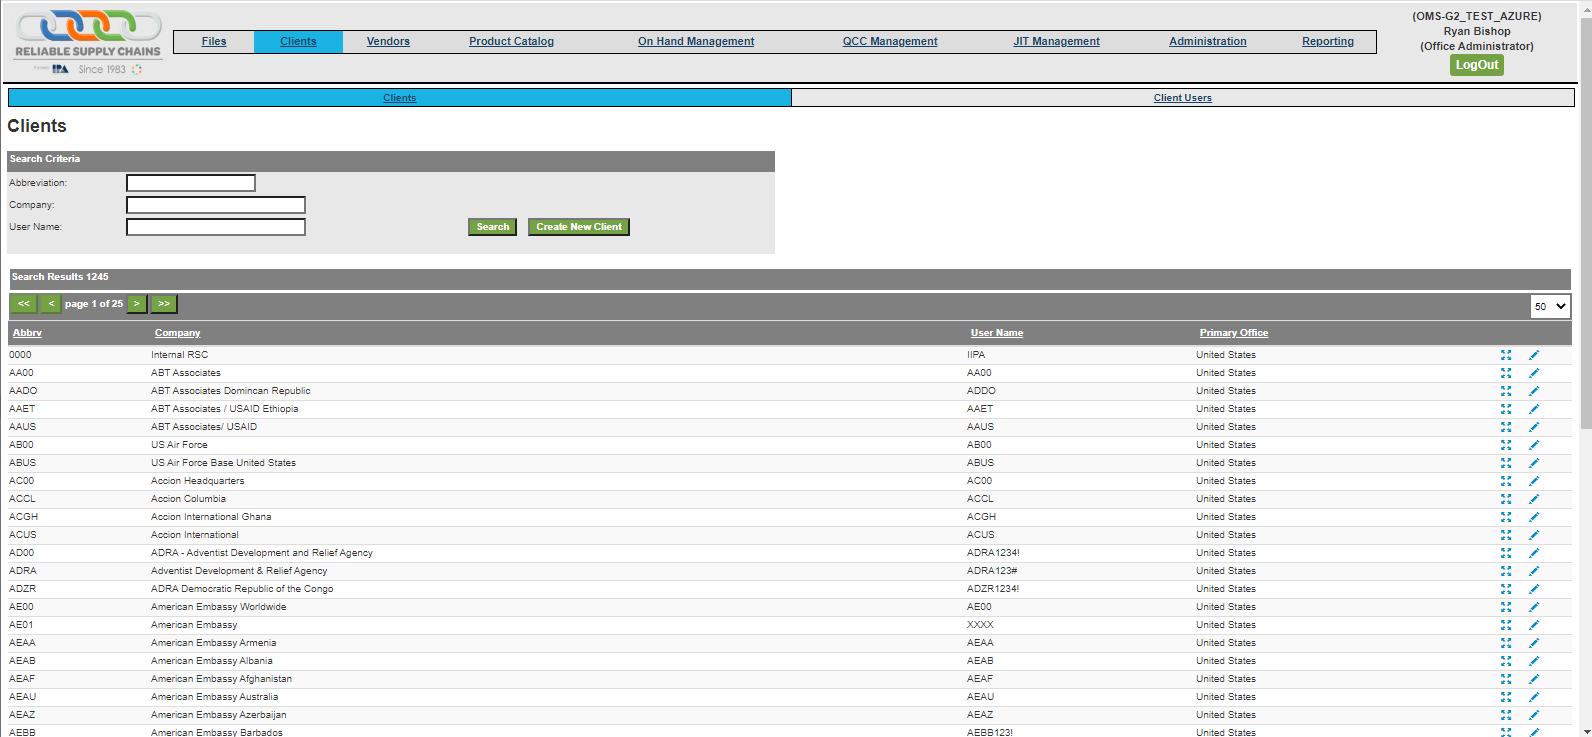 (OMS-G2_TEST_AZURE)
Ryan Bishop
(Office Administrator)
LogOut
RELIABLE SUPPLY CHAINS
IPA Since 1983
Files Clients Vendors Product Catalog On Hand Management QCC Management JIT Management Administration Reporting
Clients Client Users
Clients
Search Criteria
Abbreviation:
Company:
User Name: Search Create New Client
Search Results 1245
<< < page 1 of 25 > >> 50
Abbrv Company User Name Primary Office
0000 Internal RSC IIPA United States
AA00 ABT Associates AA00 United States
AADO ABT Associates Domincan Republic ADDO United States
AAET ABT Associates / USAID Ethiopia AAET United States
AAUS ABT Associates/ USAID AAUS United States
AB00 US Air Force AB00 United States
ABUS US Air Force Base United States ABUS United States
AC00 Accion Headquarters AC00 United States
ACCL Accion Columbia ACCL United States
ACGH Accion International Ghana ACGH United States
ACUS Accion International ACUS United States
AD00 ADRA - Adventist Development and Relief Agency ADRA1234! United States
ADRA Adventist Development & Relief Agency ADRA123# United States
ADZR ADRA Democratic Republic of the Congo ADZR1234! United States
AE00 American Embassy Worldwide AE00 United States
AE01 American Embassy XXXX United States
AEAA American Embassy Armenia AEAA United States
AEAB American Embassy Albania AEAB United States
AEAF American Embassy Afghanistan AEAF United States
AEAU American Embassy Australia AEAU United States
AEAZ American Embassy Azerbaijan AEAZ United States
AEBB American Embassy Barbados AEBB123! United States